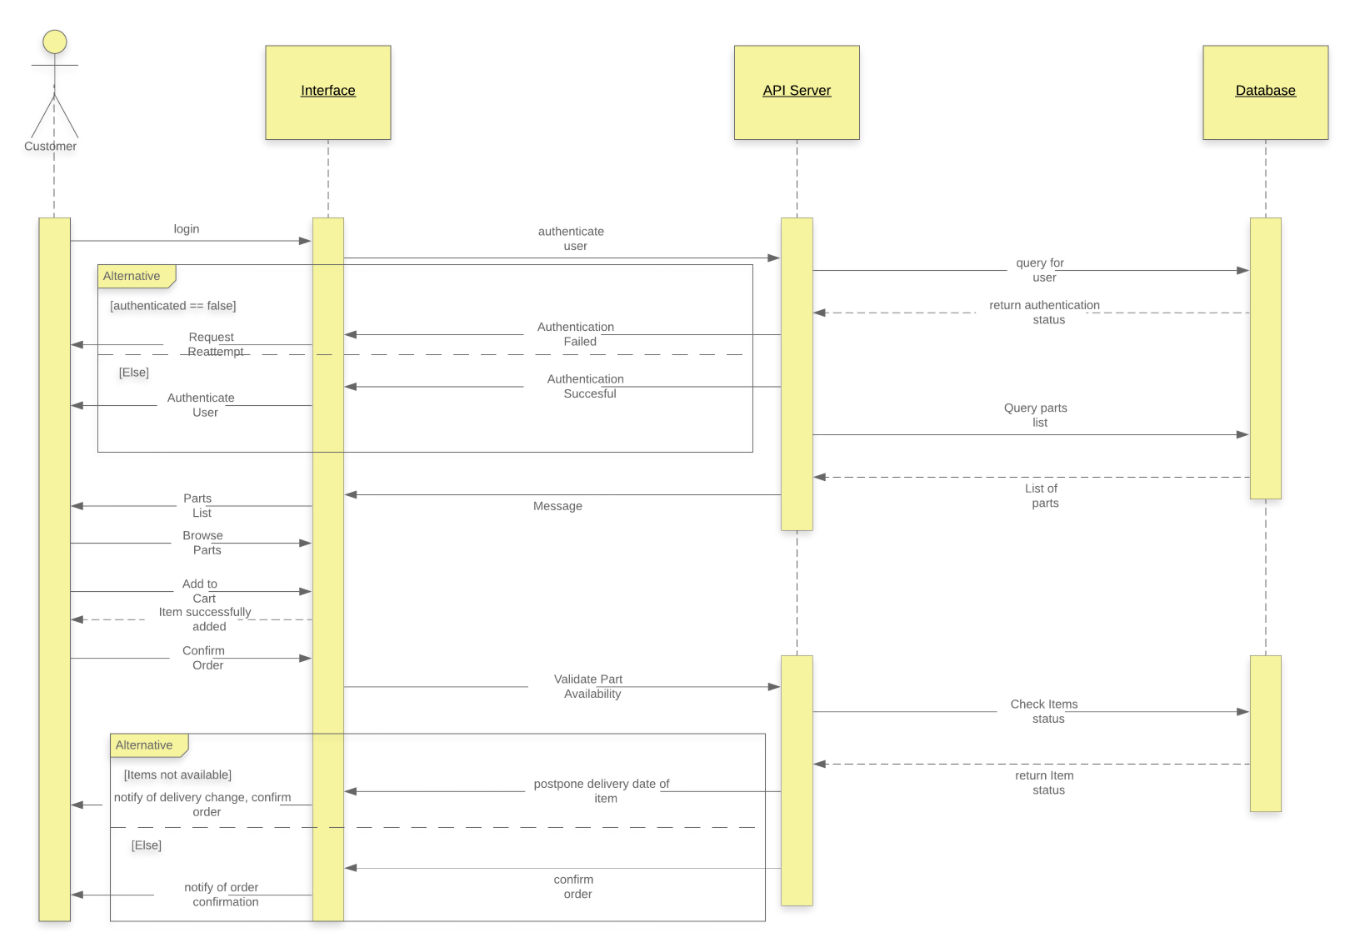 Customer
Interface
API Server
Database
login
authenticate
user
query for
user
Alternative
[authenticated == false]
return authentication
status
Authentication
Failed
Request
Reattempt
[Else]
Authentication
Succesful
Authenticate
User
Query parts
list
List of
parts
Message
Parts
List
Browse
Parts
Add to
Cart
Item successfully
added
Confirm
Order
Validate Part
Availability
Check Items
status
Alternative
[Items not available]
return Item
status
postpone delivery date of
item
notify of delivery change, confirm
order
[Else]
confirm
order
notify of order
confirmation